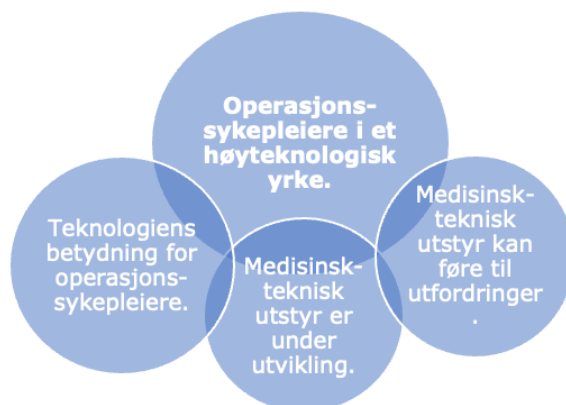 Operasjons-
sykepleiere i et
høyteknologisk
yrke.
Teknologiens
betydning for
operasjons-
sykepleiere.
Medisinsk-
teknisk
utstyr er
under
utvikling.
Medisinsk-
teknisk
utstyr kan
føre til
utfordringer
.